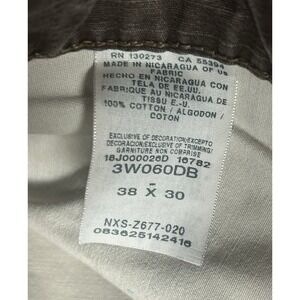 RN 130273 CA 55394
MADE IN NICARAGUA OF US
FABRIC
HECHO EN NICARAGUA CON
TELA DE EE.UU.
FABRIQUE AU NICARAGUA DE
TISSU E.-U.
100% COTTON / ALGODON /
COTON
EXCLUSIVE OF DECORATION/EXCEPTO
DECORACION/EXCLUSIVE OF TRIMMING/
GARNITURE NON COMPRISE
18J000026D 16782
3W060DB
38 X 30
NXS-Z677-020
083625142416